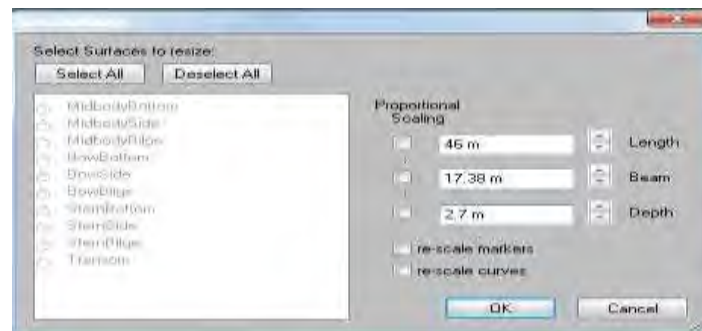 Select Surfaces to resize:
Select All Deselect All
MidbodyBottom
MidbodySide
MidbodyBilge
BowBottom
BowSide
BowBilge
SternBottom
SternSide
SternBilge
Transom
Proportional
Scaling
46 m Length
17.38 m Beam
2.7 m Depth
re-scale markers
re-scale curves
OK Cancel